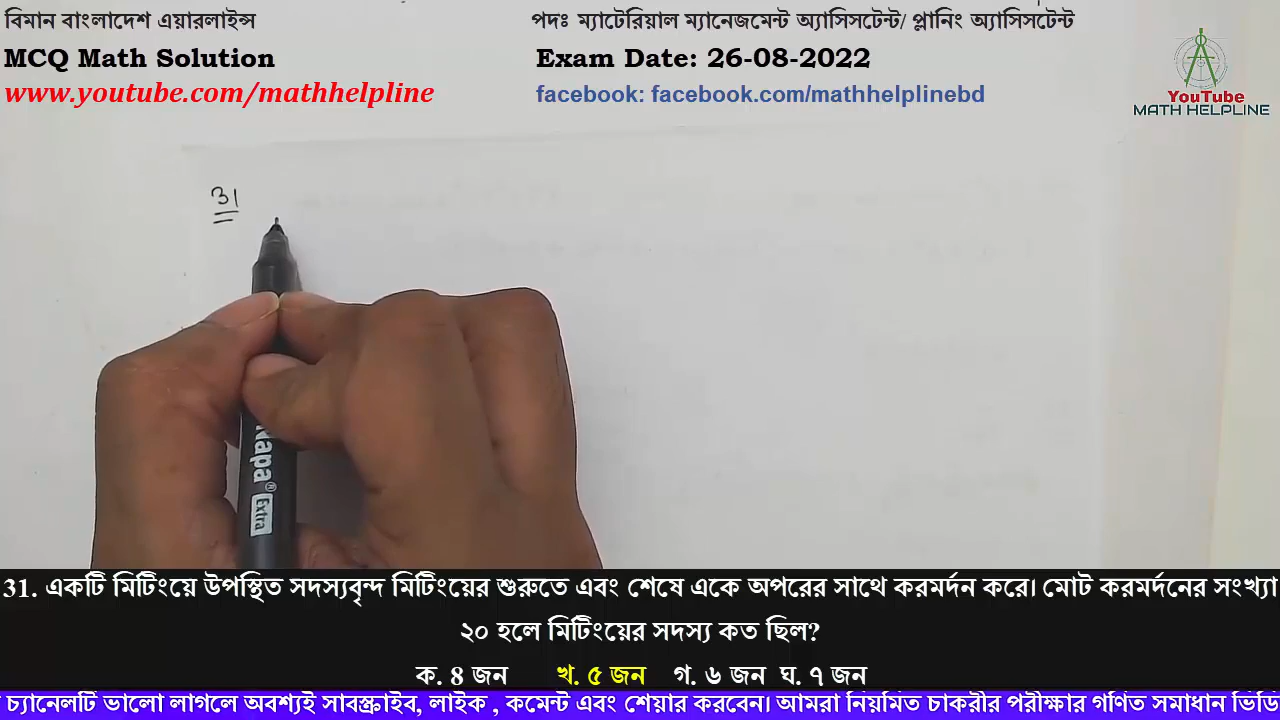 বিমান বাংলাদেশ এয়ারলাইন্স
পদঃ ম্যাটেরিয়াল ম্যানেজমেন্ট অ্যাসিসটেন্ট/ প্লানিং অ্যাসিসটেন্ট
MCQ Math Solution
Exam Date: 26-08-2022
www.youtube.com/mathhelpline
facebook: facebook.com/mathhelplinebd
YouTube
MATH HELPLINE
31
Napa® Extra
31. একটি মিটিংয়ে উপস্থিত সদস্যবৃন্দ মিটিংয়ের শুরুতে এবং শেষে একে অপরের সাথে করমর্দন করে। মোট করমর্দনের সংখ্যা
২০ হলে মিটিংয়ের সদস্য কত ছিল?
ক. ৪ জন খ. ৫ জন গ. ৬ জন ঘ. ৭ জন
চ্যানেলটি ভালো লাগলে অবশ্যই সাবস্ক্রাইব, লাইক , কমেন্ট এবং শেয়ার করবেন। আমরা নিয়মিত চাকরীর পরীক্ষার গণিত সমাধান ভিডি